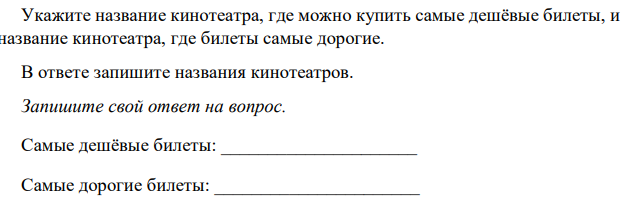 Укажите название кинотеатра, где можно купить самые дешёвые билеты, и
название кинотеатра, где билеты самые дорогие.
В ответе запишите названия кинотеатров.
Запишите свой ответ на вопрос.
Самые дешёвые билеты: _____________________
Самые дорогие билеты: ______________________